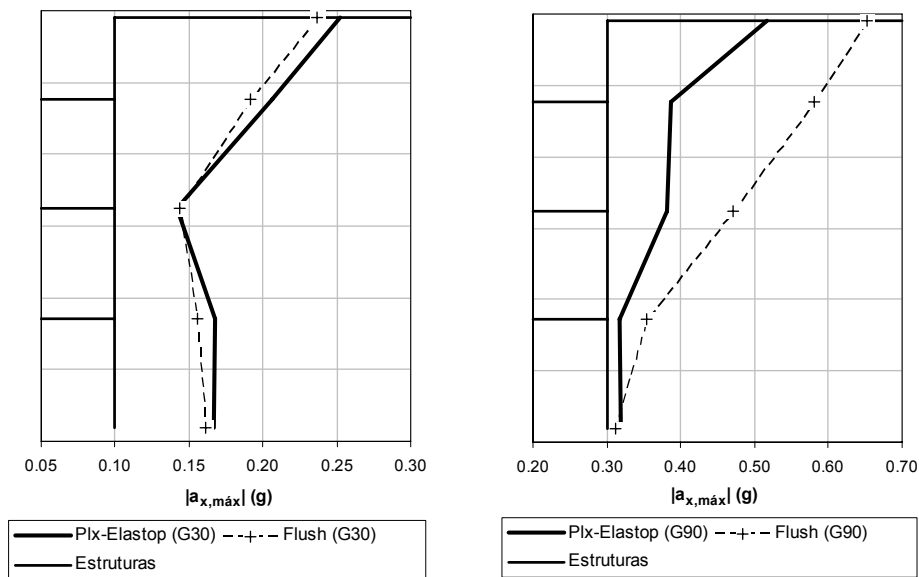 0.05 0.10 0.15 0.20 0.25 0.30
|a x,máx| (g)
Plx-Elastop (G30) Flush (G30)
Estruturas
0.20 0.30 0.40 0.50 0.60 0.70
|a x,máx| (g)
Plx-Elastop (G90) Flush (G90)
Estruturas